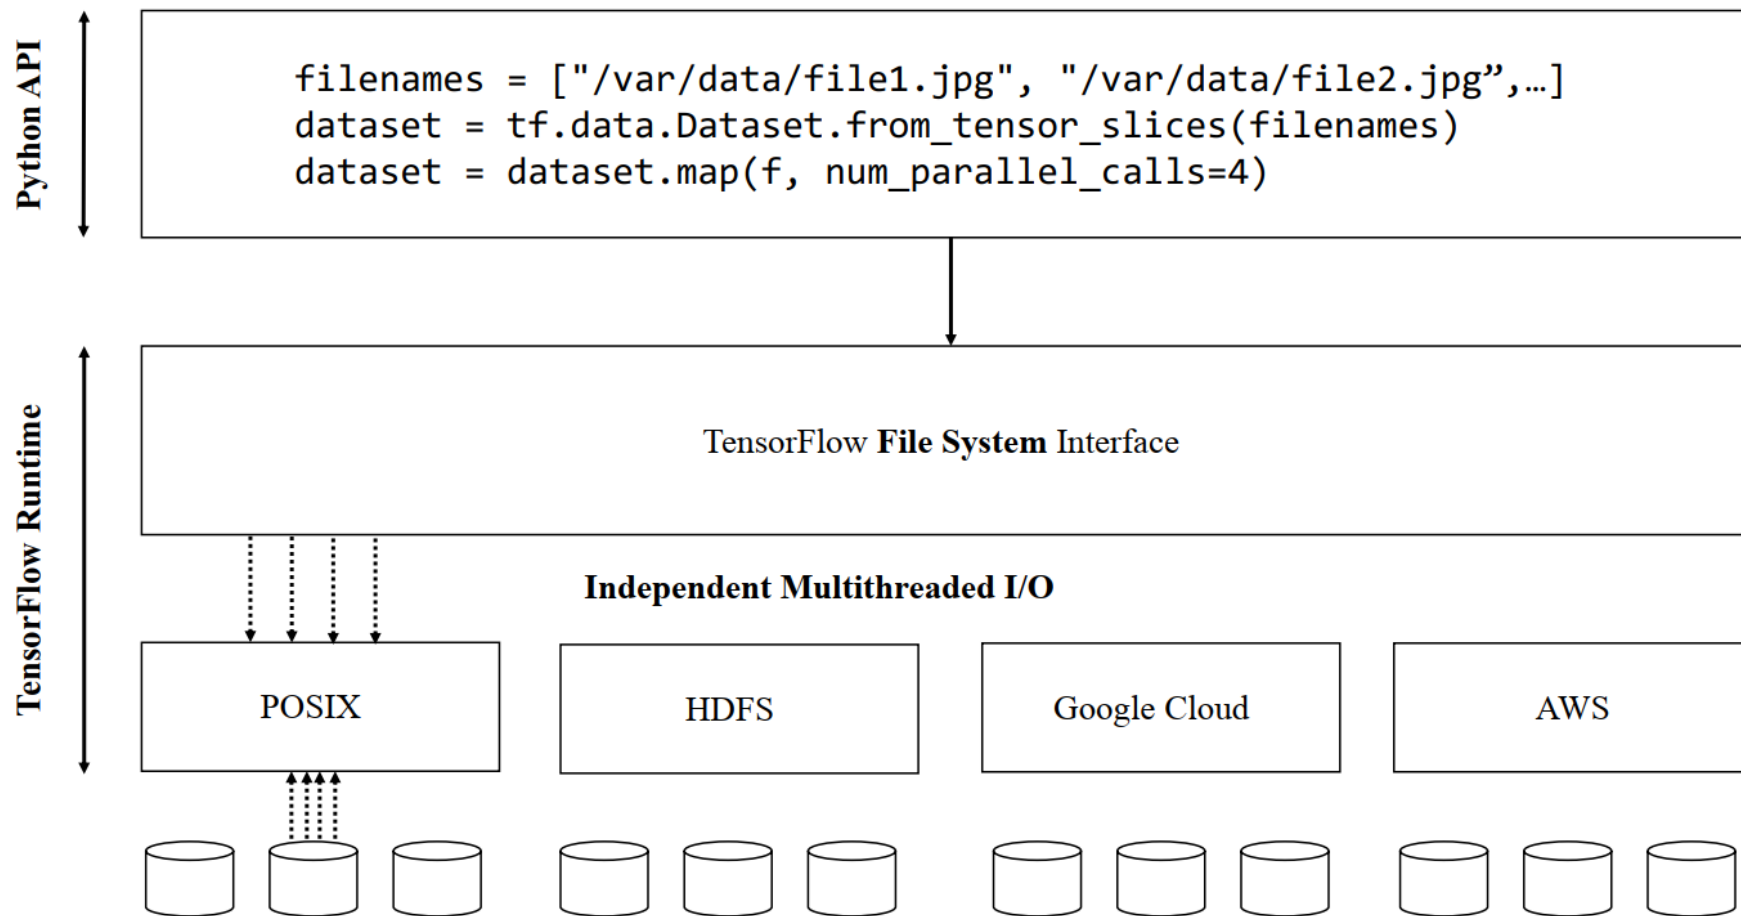 Python API
filenames = ["/var/data/file1.jpg", "/var/data/file2.jpg”,…]
dataset = tf.data.Dataset.from_tensor_slices(filenames)
dataset = dataset.map(f, num_parallel_calls=4)
TensorFlow Runtime
TensorFlow File System Interface
Independent Multithreaded I/O
POSIX
HDFS
Google Cloud
AWS